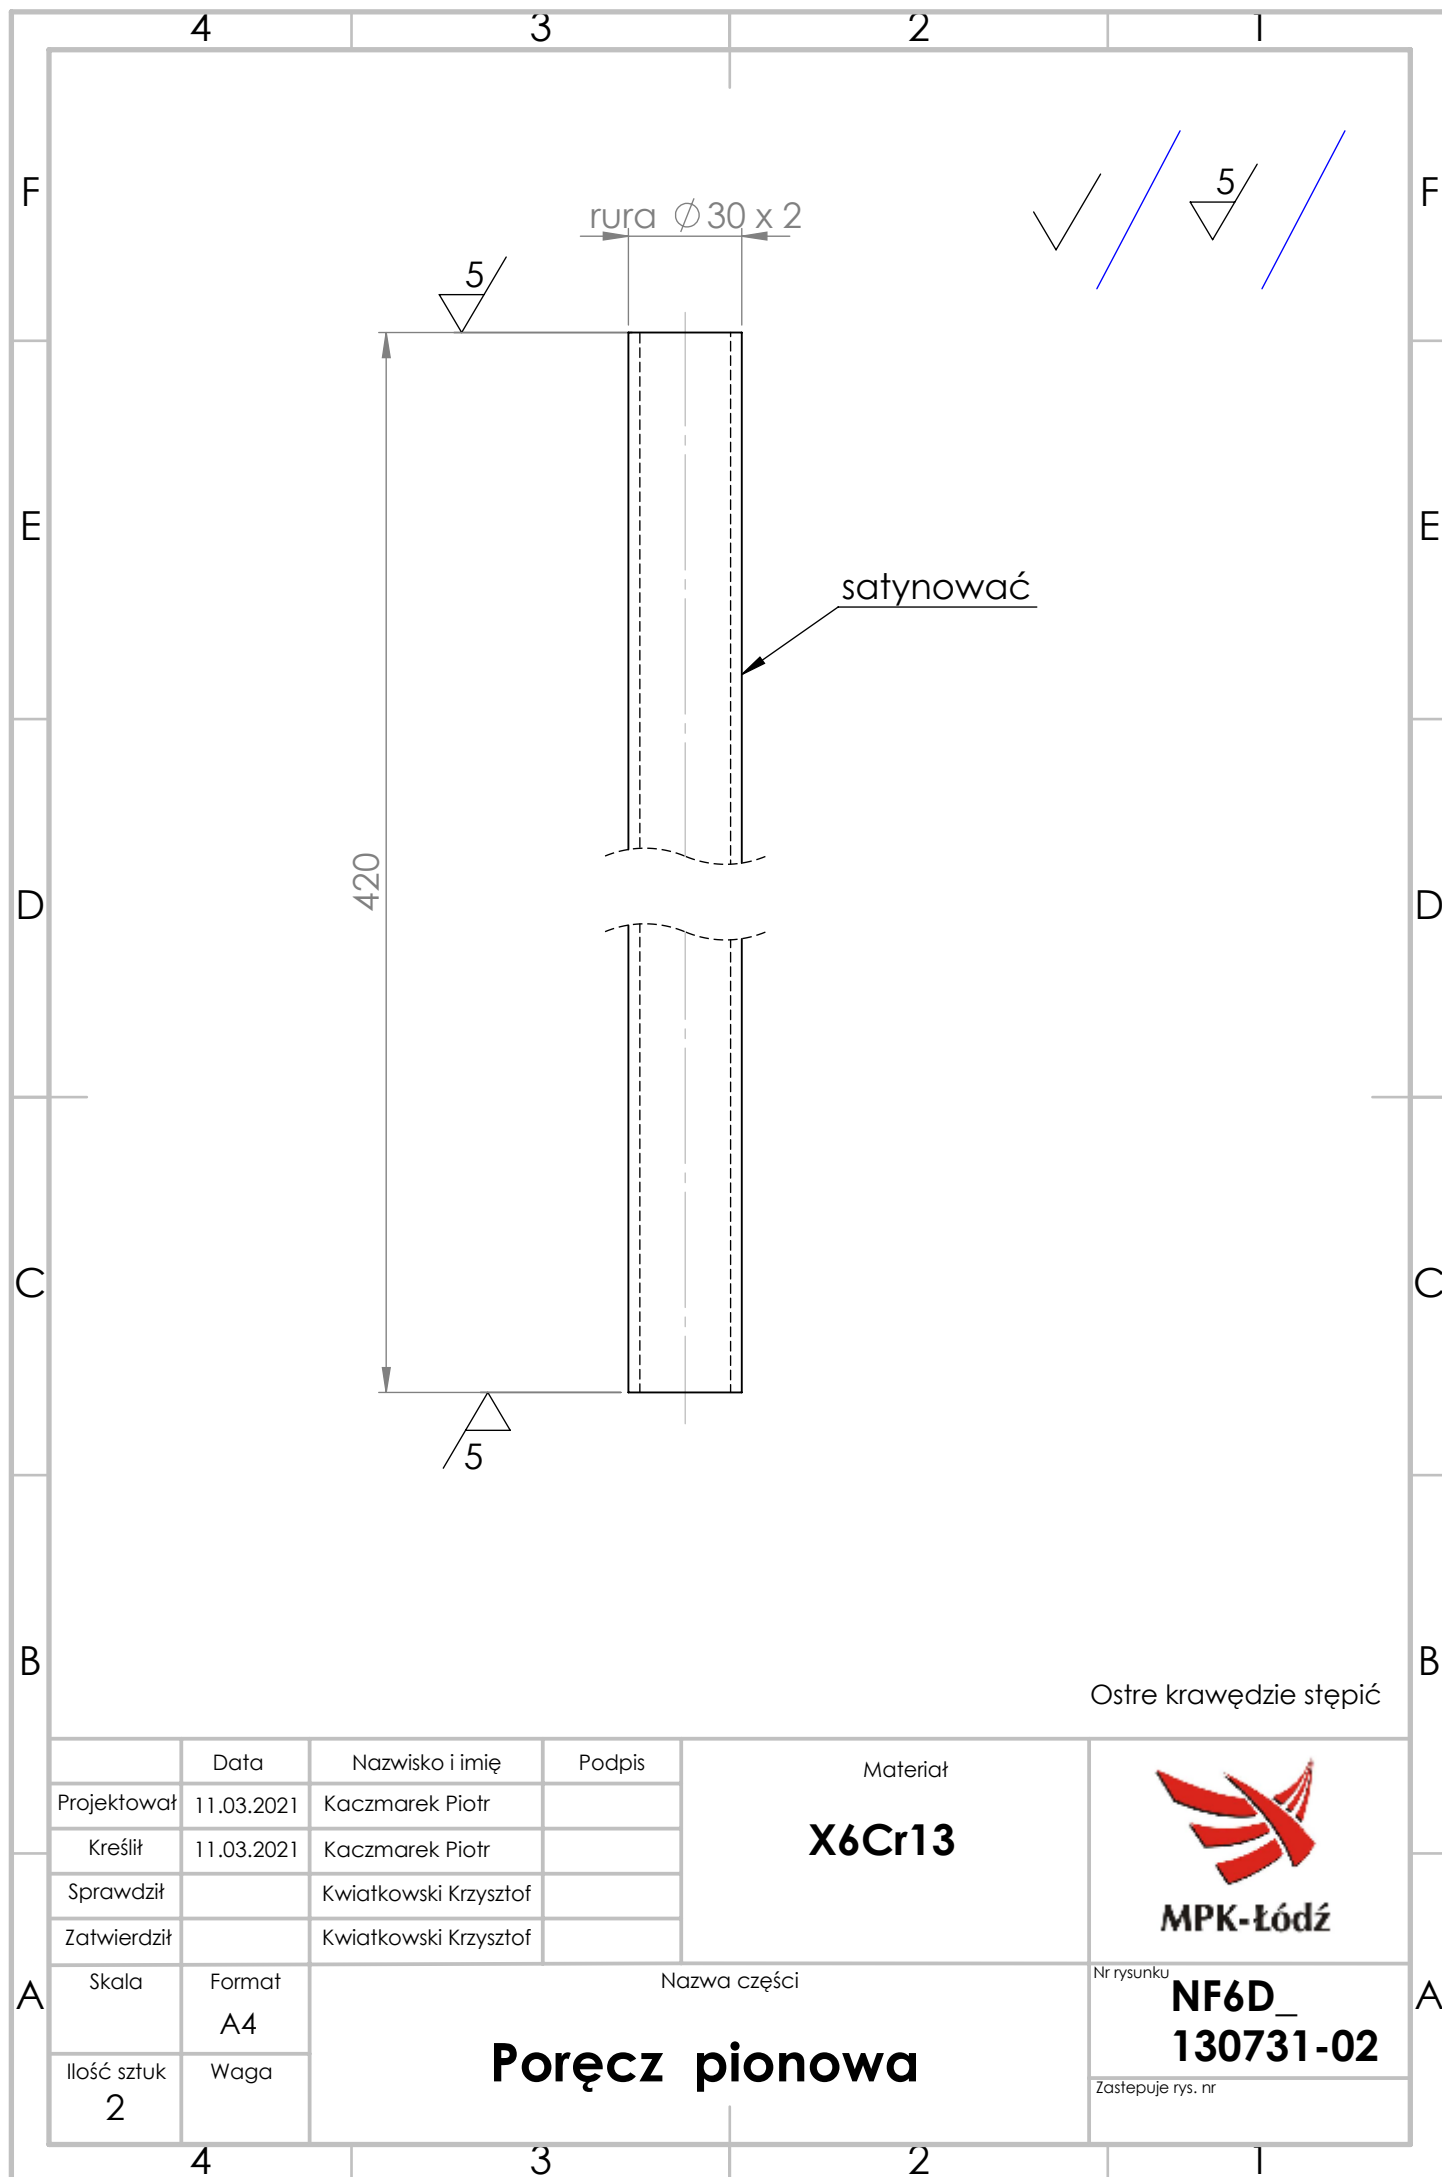 4 3 2 1
F F
rura ∅30 x 2
5
5
E E
satynować
420
D D
C C
5
B B
Ostre krawędzie stępić
Data Nazwisko i imię Podpis Materiał
Projektował 11.03.2021 Kaczmarek Piotr
X6Cr13
Kreślił 11.03.2021 Kaczmarek Piotr
Sprawdził Kwiatkowski Krzysztof
MPK-Łódź
Zatwierdził Kwiatkowski Krzysztof
Skala Format Nazwa części Nr rysunku
A A
A4
NF6D_
130731-02
Poręcz pionowa
Ilość sztuk Waga
2
Zastepuje rys. nr
4 3 2 1